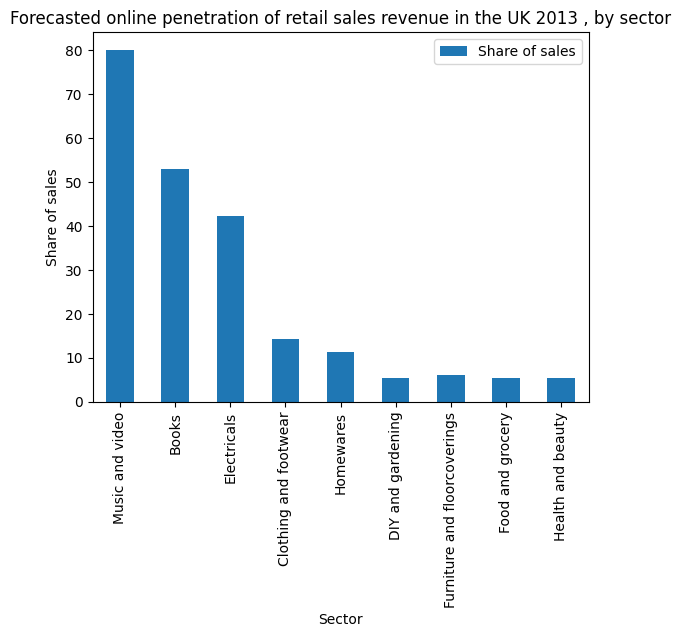 Forecasted online penetration of retail sales revenue in the UK 2013 , by sector
Share of sales
Share of sales
80
70
60
50
40
30
20
10
0
Music and video
Books
Electricals
Clothing and footwear
Homewares
DIY and gardening
Furniture and floorcoverings
Food and grocery
Health and beauty
Sector